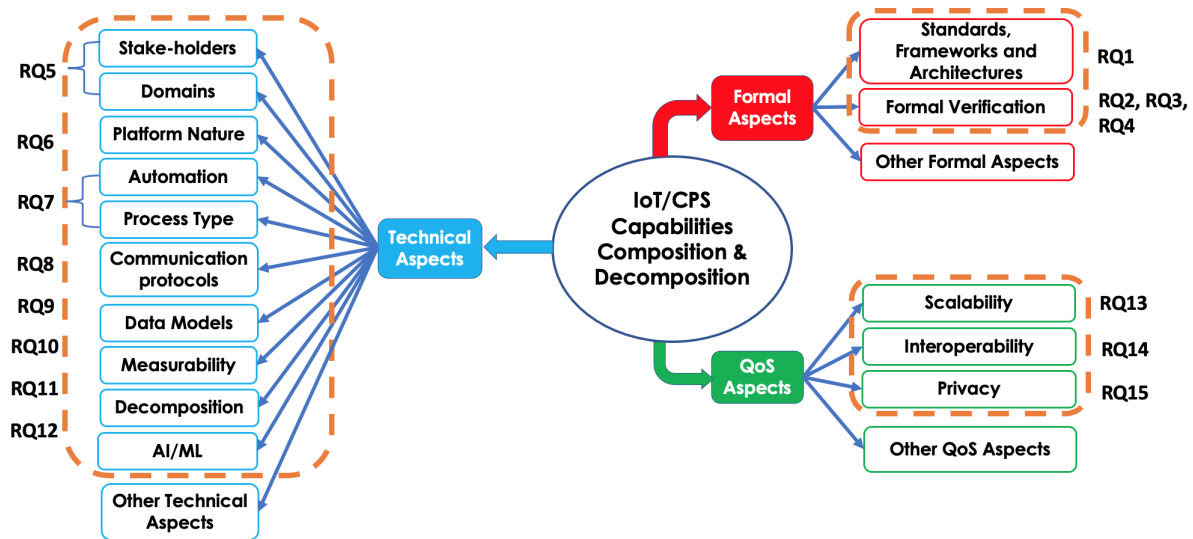 RQ5
Stake-holders
Domains
RQ6
Platform Nature
RQ7
Automation
Process Type
RQ8
Communication
protocols
RQ9
Data Models
RQ10
Measurability
RQ11
Decomposition
RQ12
AI/ML
Other Technical
Aspects
Technical
Aspects
IoT/CPS
Capabilities
Composition &
Decomposition
Formal
Aspects
Standards,
Frameworks and
Architectures
RQ1
Formal Verification
RQ2, RQ3,
RQ4
Other Formal Aspects
QoS
Aspects
Scalability
RQ13
Interoperability
RQ14
Privacy
RQ15
Other QoS Aspects